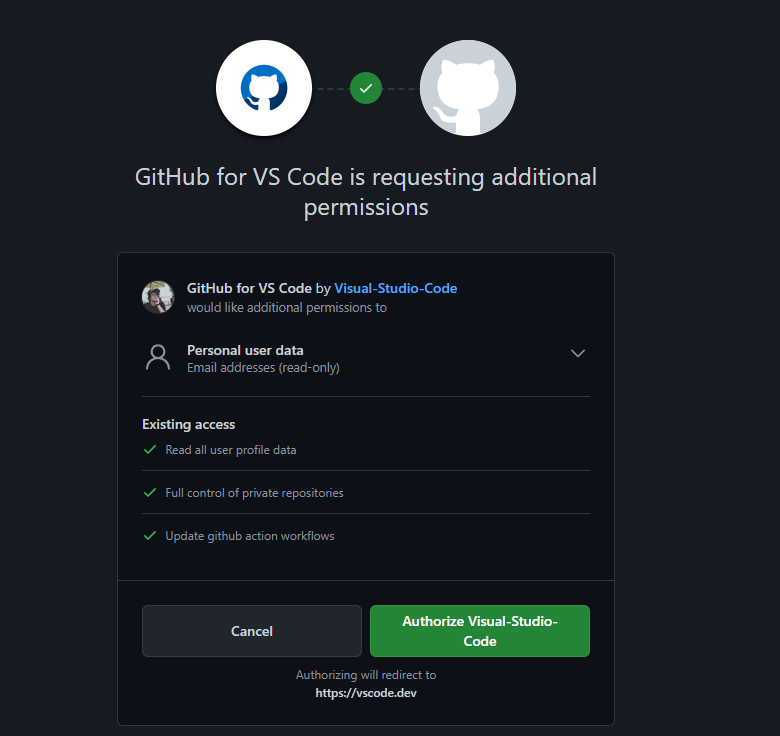 GitHub for VS Code is requesting additional
permissions
GitHub for VS Code by Visual-Studio-Code
would like additional permissions to
Personal user data
Email addresses (read-only)
Existing access
Read all user profile data
Full control of private repositories
Update github action workflows
Cancel
Authorize Visual-Studio-
Code
Authorizing will redirect to
https://vscode.dev